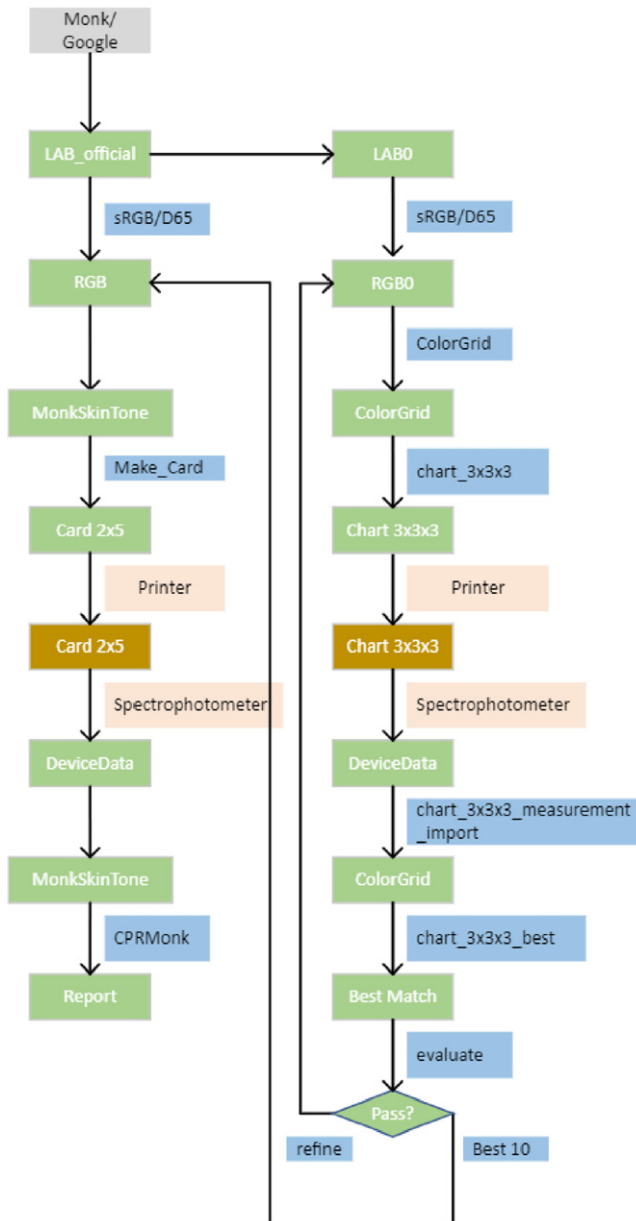 Monk/
Google
LAB_official
LAB0
sRGB/D65
sRGB/D65
RGB
RGB0
ColorGrid
MonkSkinTone
ColorGrid
Make_Card
chart_3x3x3
Card 2x5
Chart 3x3x3
Printer
Printer
Card 2x5
Chart 3x3x3
Spectrophotometer
Spectrophotometer
DeviceData
DeviceData
chart_3x3x3_measurement
_import
MonkSkinTone
ColorGrid
CPRMonk
chart_3x3x3_best
Report
Best Match
evaluate
Pass?
refine
Best 10